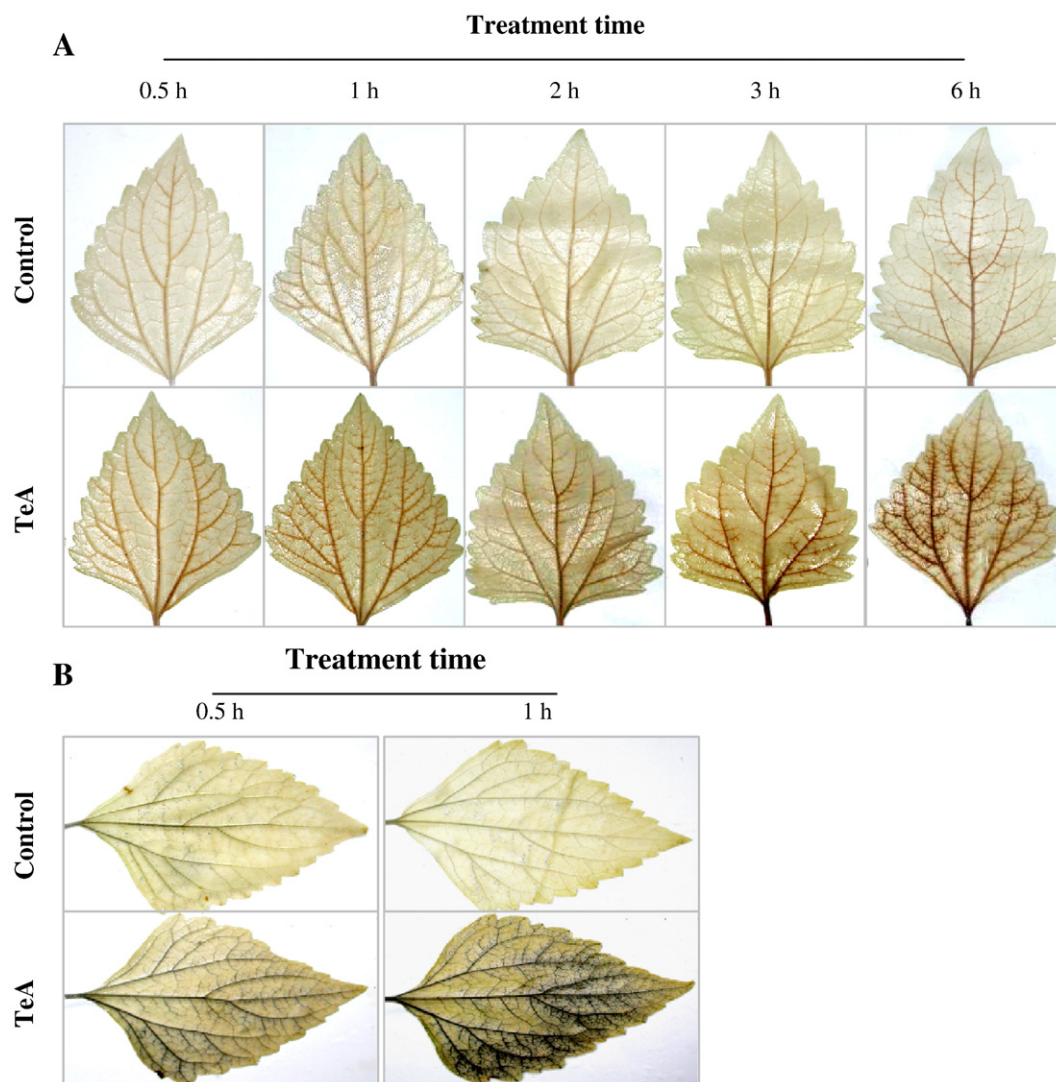 A
Treatment time
0.5 h 1 h 2 h 3 h 6 h
Control
TeA
B
Treatment time
0.5 h 1 h
Control
TeA